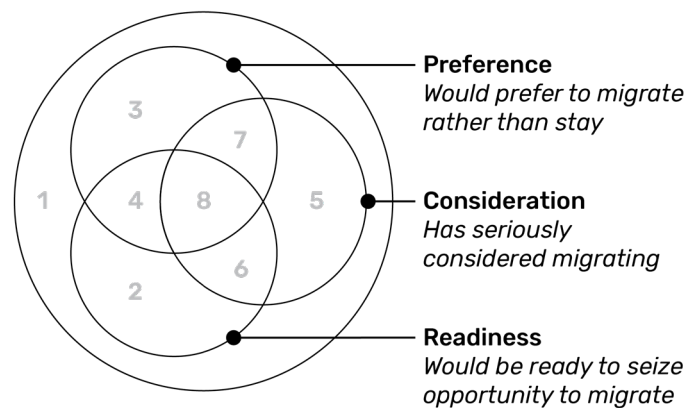 Preference
Would prefer to migrate
rather than stay
3
7
1
4
8
5
Consideration
Has seriously
considered migrating
6
2
Readiness
Would be ready to seize
opportunity to migrate